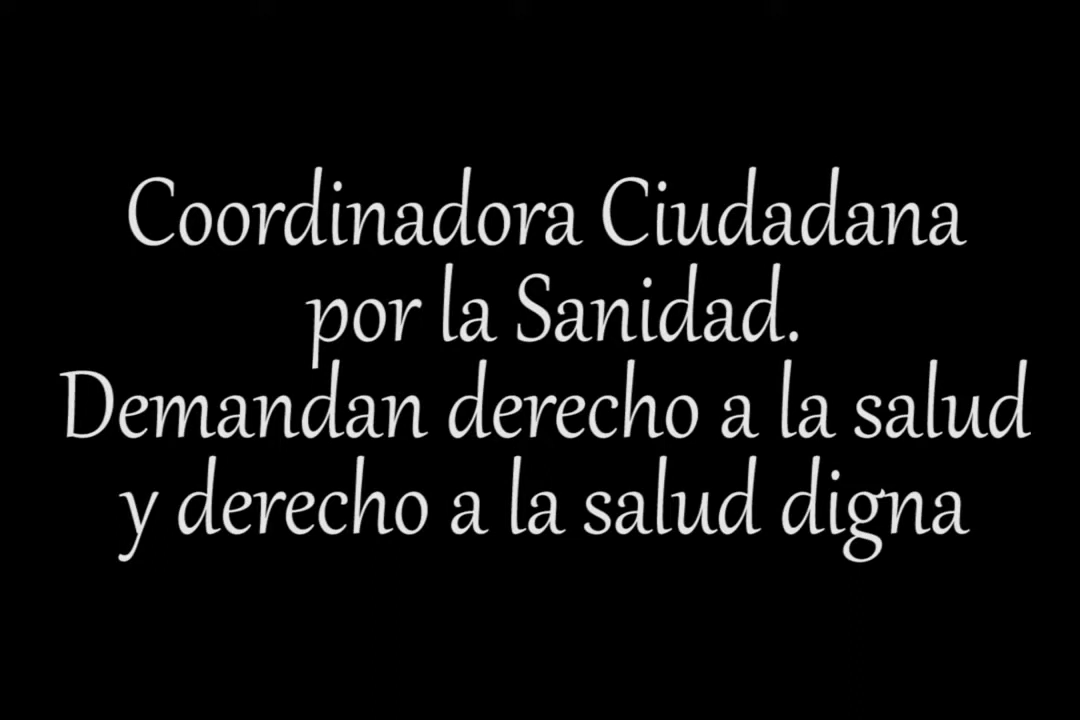 Coordinadora Ciudadana
por la Sanidad.
Demandan derecho a la salud
y derecho a la salud digna